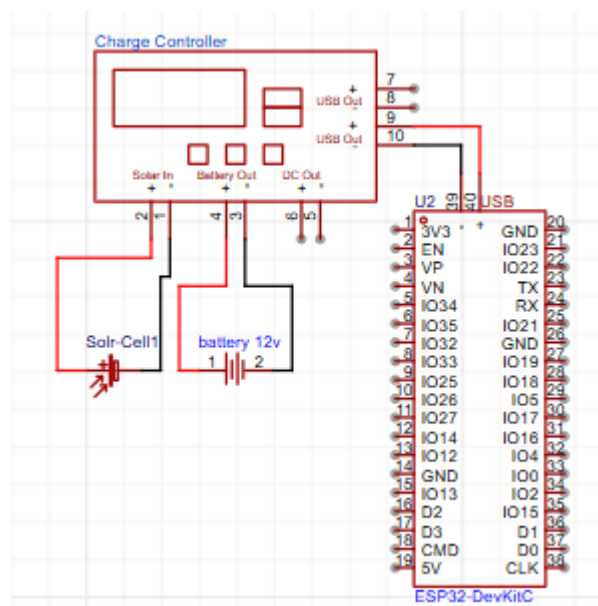 Charge Controller
+ 7
USB Out
- 8
+ 9
USB Out
- 10
Solar In Battery Out DC Out
+ - + - + -
2 1 4 3 6 5
39 40
U2 USB
- +
Solr-Cell1
battery 12v
1 2
1 3V3 GND 20
2 EN IO23 21
3 VP IO22 22
4 VN TX 23
5 IO34 RX 24
6 IO35 IO21 25
7 IO32 GND 26
8 IO33 IO19 27
9 IO25 IO18 28
10 IO26 IO5 29
11 IO27 IO17 30
12 IO14 IO16 31
13 IO12 IO4 32
14 GND IO0 33
15 IO13 IO2 34
16 D2 IO15 35
17 D3 D1 36
18 CMD D0 37
19 5V CLK 38
ESP32-DevKitC